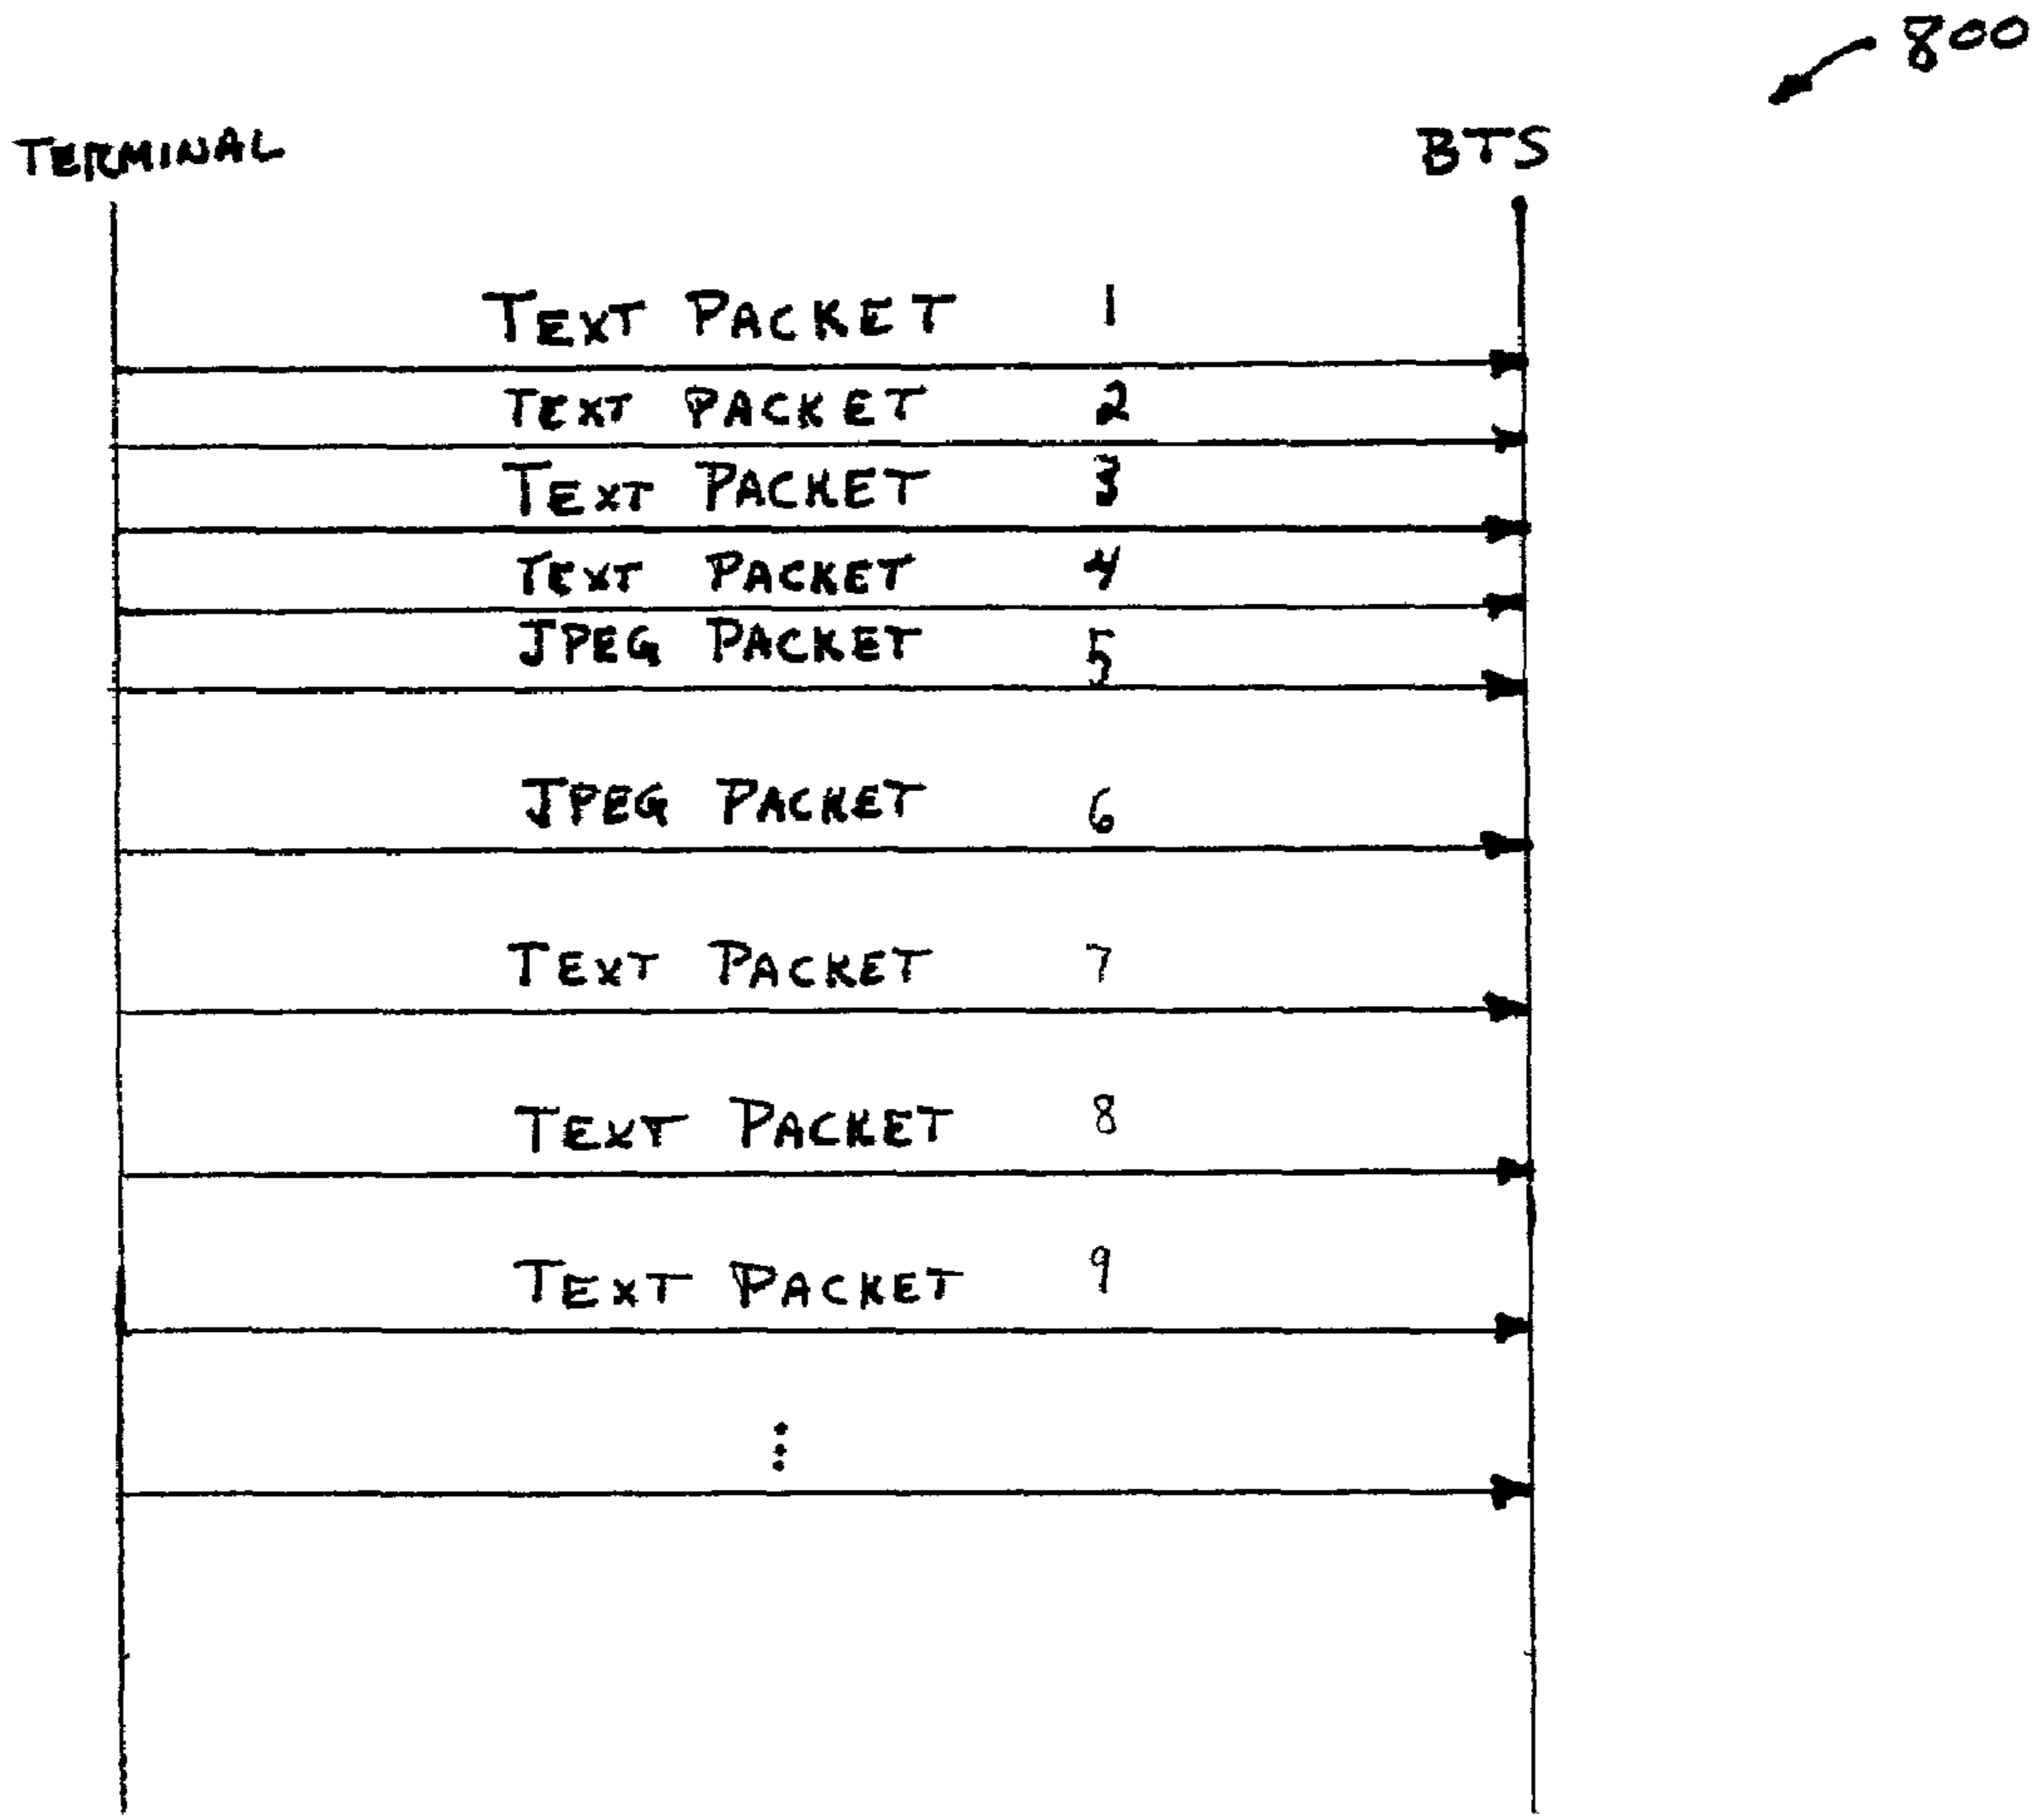 800
TERMINAL BTS
TEXT PACKET 1
TEXT PACKET 2
TEXT PACKET 3
TEXT PACKET 4
JPEG PACKET 5
JPEG PACKET 6
TEXT PACKET 7
TEXT PACKET 8
TEXT PACKET 9